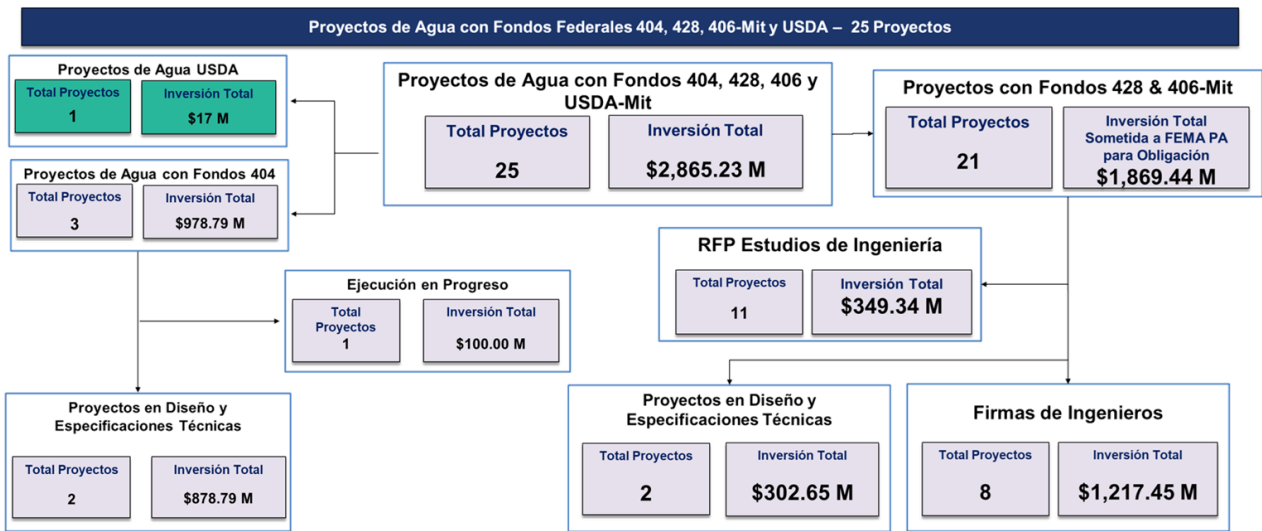 Proyectos de Agua con Fondos Federales 404, 428, 406-Mit y USDA – 25 Proyectos
Proyectos de Agua USDA
Total Proyectos
1
Inversión Total
$17 M
Proyectos de Agua con Fondos 404
Total Proyectos
3
Inversión Total
$978.79 M
Proyectos de Agua con Fondos 404, 428, 406 y
USDA-Mit
Total Proyectos
25
Inversión Total
$2,865.23 M
Proyectos con Fondos 428 & 406-Mit
Total Proyectos
21
Inversión Total
Sometida a FEMA PA
para Obligación
$1,869.44 M
RFP Estudios de Ingeniería
Total Proyectos
11
Inversión Total
$349.34 M
Ejecución en Progreso
Total
Proyectos
1
Inversión Total
$100.00 M
Proyectos en Diseño y
Especificaciones Técnicas
Total Proyectos
2
Inversión Total
$878.79 M
Proyectos en Diseño y
Especificaciones Técnicas
Total Proyectos
2
Inversión Total
$302.65 M
Firmas de Ingenieros
Total Proyectos
8
Inversión Total
$1,217.45 M